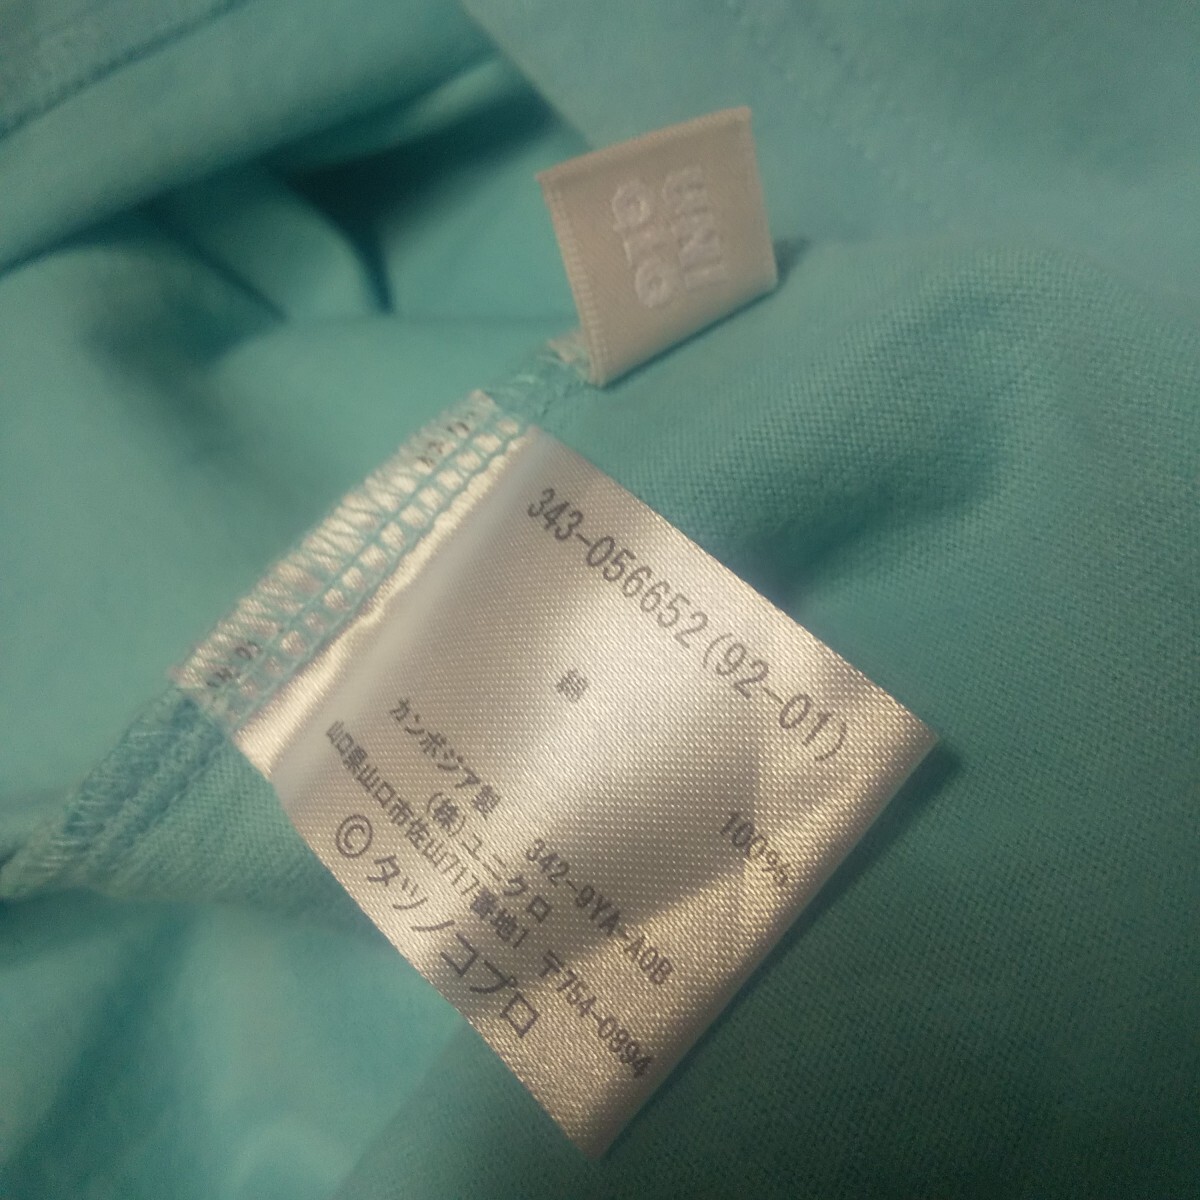 UNI
QLO
343-056652(92-01)
綿 100%
カンボジア製 342-9YA-A0B
(株)ユニクロ
山口県山口市佐山717番地1 〒754-0894
©タツノコプロ